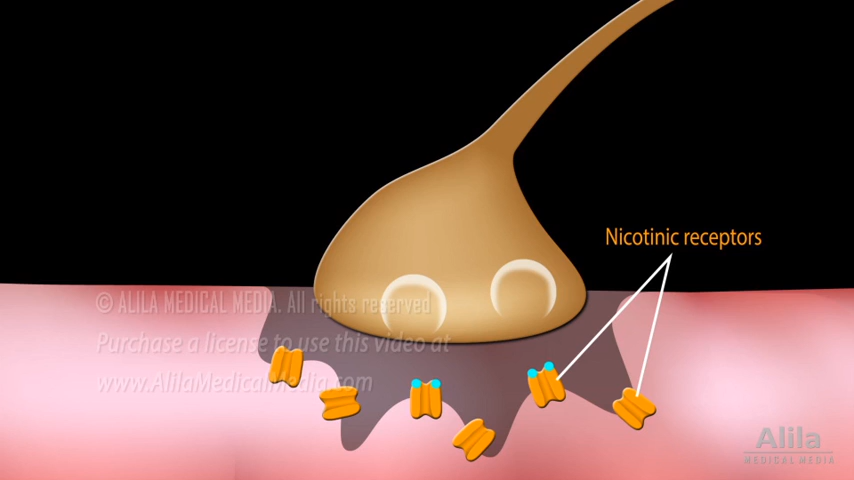 Nicotinic receptors
© ALILA MEDICAL MEDIA. All rights reserved
Purchase a license to use this video at
www.AlilaMedicalMedia.com
Alila
MEDICAL MEDIA